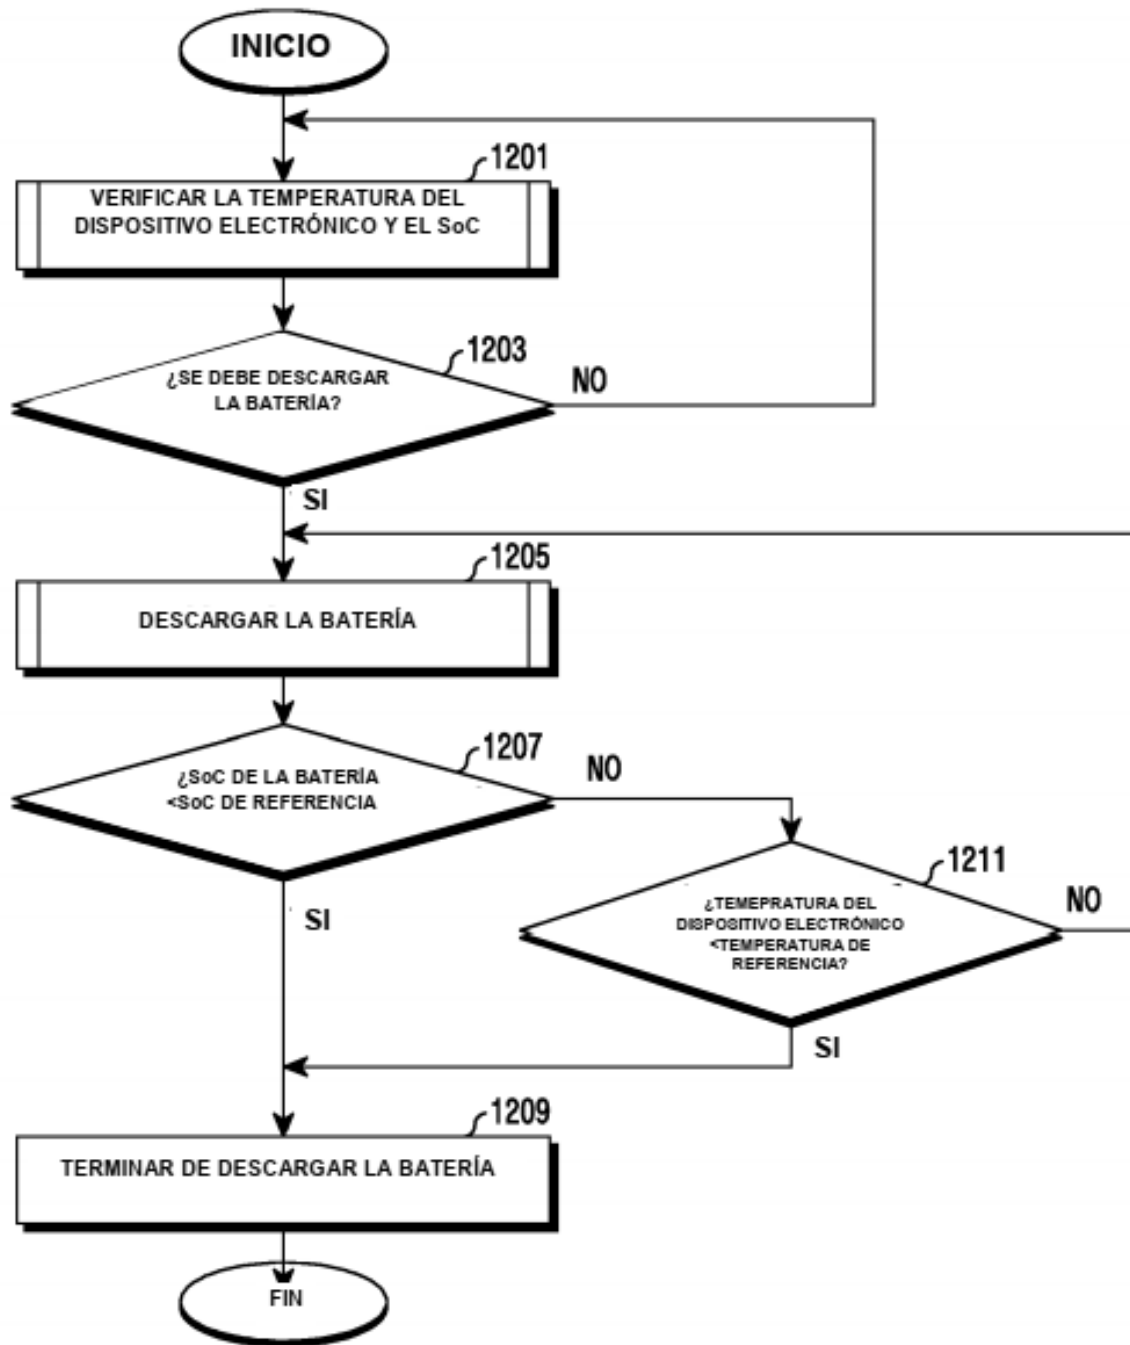 INICIO
1201
VERIFICAR LA TEMPERATURA DEL
DISPOSITIVO ELECTRÓNICO Y EL SoC
1203
¿SE DEBE DESCARGAR
LA BATERÍA?
NO
SI
1205
DESCARGAR LA BATERÍA
1207
¿SoC DE LA BATERÍA
<SoC DE REFERENCIA
NO
SI
1211
¿TEMEPRATURA DEL
DISPOSITIVO ELECTRÓNICO
<TEMPERATURA DE
REFERENCIA?
NO
SI
1209
TERMINAR DE DESCARGAR LA BATERÍA
FIN